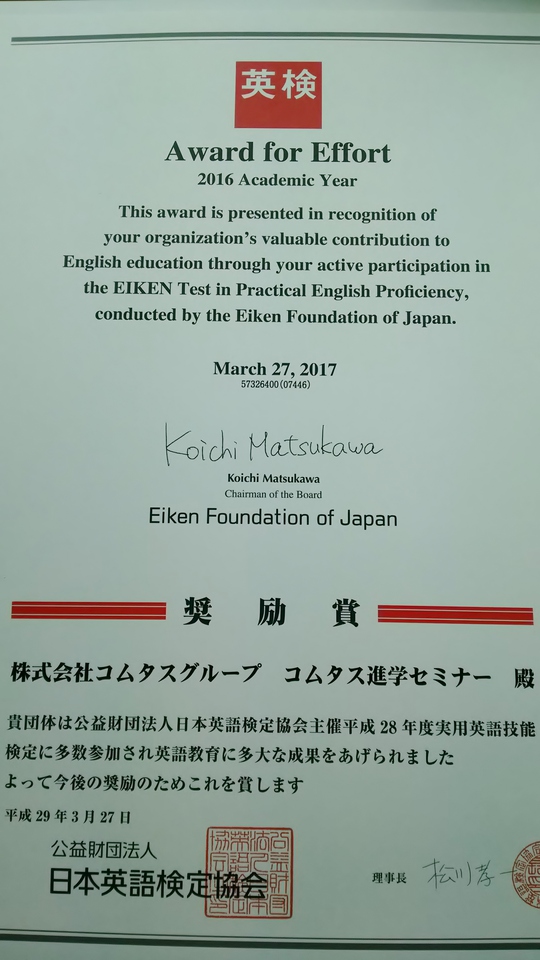 英検
Award for Effort
2016 Academic Year
This award is presented in recognition of
your organization's valuable contribution to
English education through your active participation in
the EIKEN Test in Practical English Proficiency,
conducted by the Eiken Foundation of Japan.
March 27, 2017
57326400(07446)
Koichi Matsukawa
Koichi Matsukawa
Chairman of the Board
Eiken Foundation of Japan
奨励賞
株式会社コムタスグループ　コムタス進学セミナー　殿
貴団体は公益財団法人日本英語検定協会主催平成 28 年度実用英語技能
検定に多数参加され英語教育に多大な成果をあげられました
よって今後の奨励のためこれを賞します
平成 29 年 3 月 27 日
公益財団法人
日本英語検定協会
理事長 松川孝一